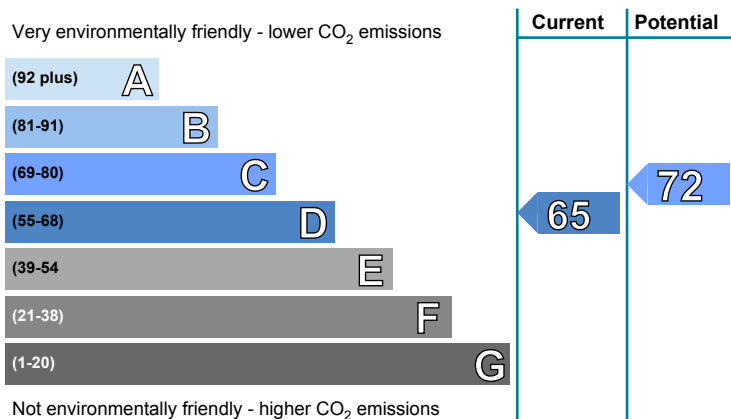 Very environmentally friendly - lower CO2 emissions
Current
Potential
(92 plus) A
(81-91) B
(69-80) C
72
(55-68) D
65
(39-54 E
(21-38) F
(1-20) G
Not environmentally friendly - higher CO2 emissions